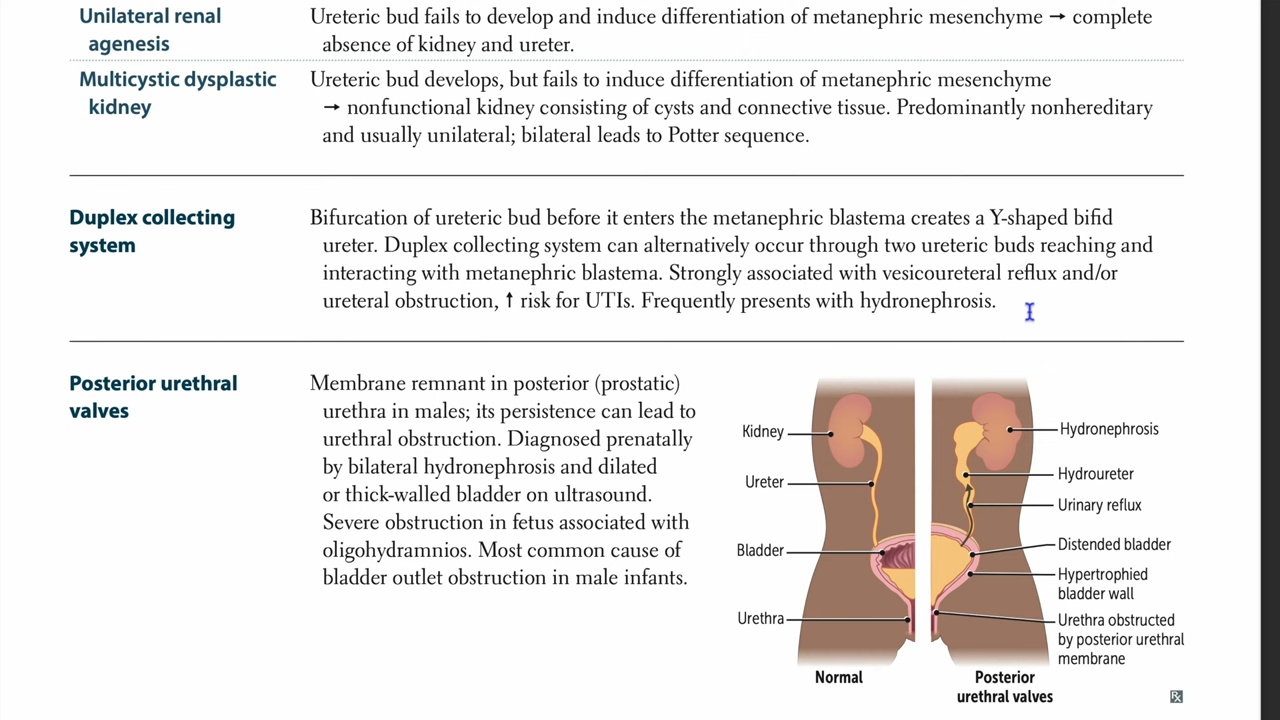 Unilateral renal
agenesis
Ureteric bud fails to develop and induce differentiation of metanephric mesenchyme → complete
absence of kidney and ureter.
Multicystic dysplastic
kidney
Ureteric bud develops, but fails to induce differentiation of metanephric mesenchyme
→ nonfunctional kidney consisting of cysts and connective tissue. Predominantly nonhereditary
and usually unilateral; bilateral leads to Potter sequence.
Duplex collecting
system
Bifurcation of ureteric bud before it enters the metanephric blastema creates a Y-shaped bifid
ureter. Duplex collecting system can alternatively occur through two ureteric buds reaching and
interacting with metanephric blastema. Strongly associated with vesicoureteral reflux and/or
ureteral obstruction, ↑ risk for UTIs. Frequently presents with hydronephrosis.
Posterior urethral
valves
Membrane remnant in posterior (prostatic)
urethra in males; its persistence can lead to
urethral obstruction. Diagnosed prenatally
by bilateral hydronephrosis and dilated
or thick-walled bladder on ultrasound.
Severe obstruction in fetus associated with
oligohydramnios. Most common cause of
bladder outlet obstruction in male infants.
Kidney
Ureter
Bladder
Urethra
Normal
Hydronephrosis
Hydroureter
Urinary reflux
Distended bladder
Hypertrophied
bladder wall
Urethra obstructed
by posterior urethral
membrane
Posterior
urethral valves
Rx